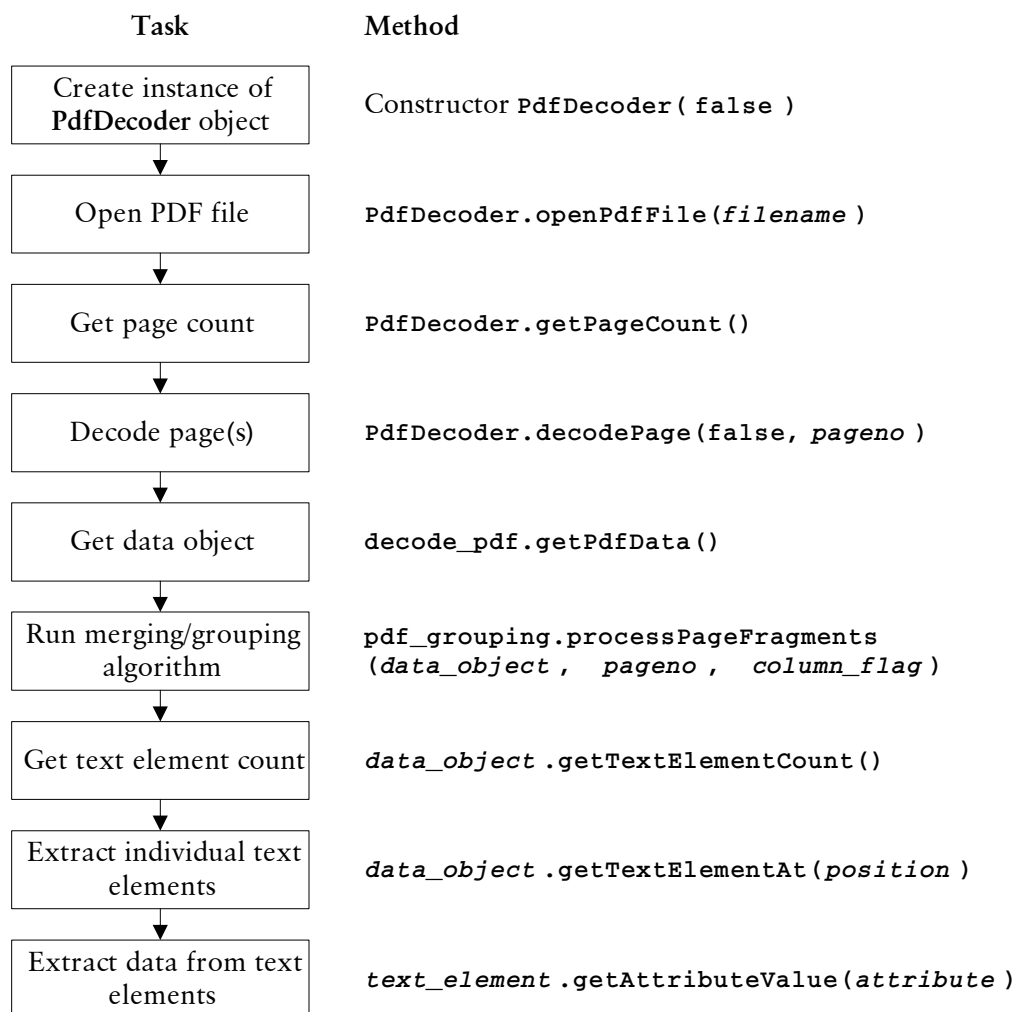 Task Method
Create instance of
PdfDecoder object
Constructor PdfDecoder( false )
Open PDF file
PdfDecoder.openPdfFile(filename )
Get page count
PdfDecoder.getPageCount()
Decode page(s)
PdfDecoder.decodePage(false, pageno )
Get data object
decode_pdf.getPdfData()
Run merging/grouping
algorithm
pdf_grouping.processPageFragments
(data_object , pageno , column_flag )
Get text element count
data_object .getTextElementCount()
Extract individual text
elements
data_object .getTextElementAt(position )
Extract data from text
elements
text_element .getAttributeValue(attribute )